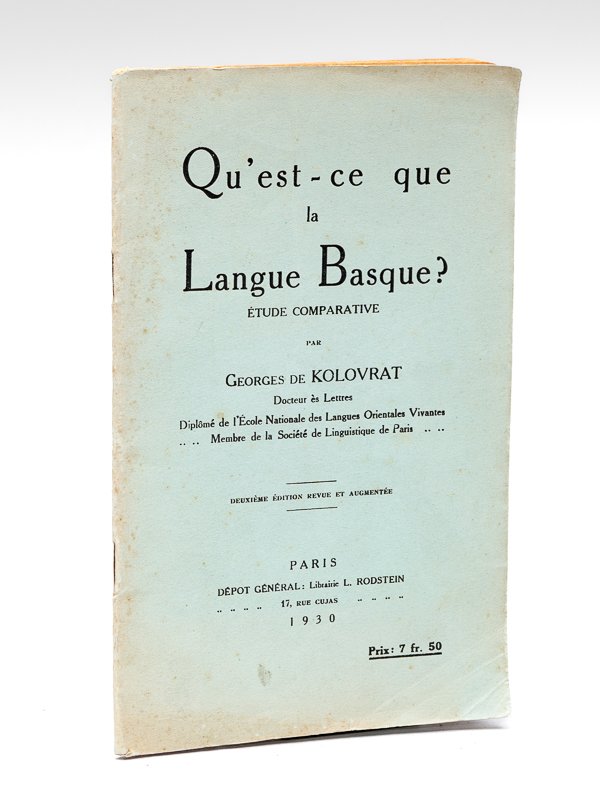 Qu'est-ce que
la
Langue Basque?
ÉTUDE COMPARATIVE
PAR
GEORGES DE KOLOVRAT
Docteur ès Lettres
Diplômé de l'École Nationale des Langues Orientales Vivantes
.. .. Membre de la Société de Linguistique de Paris .. ..
DEUXIÈME ÉDITION REVUE ET AUGMENTÉE
PARIS
DÉPOT GÉNÉRAL: Librairie L. RODSTEIN
.. .. .. .. 17, RUE CUJAS .. .. .. ..
1930
Prix: 7 fr. 50